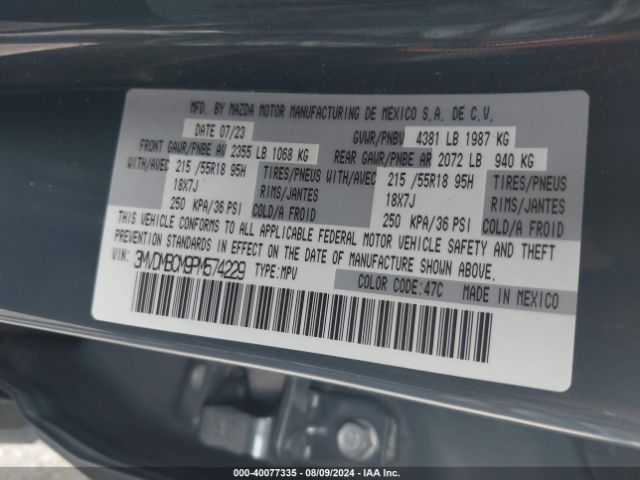 MFD. BY MAZDA MOTOR MANUFACTURING DE MEXICO S.A. DE C.V.
DATE 07/23 GVWR/PNBV 4381 LB 1987 KG
FRONT GAWR/PNBE AV 2355 LB 1068 KG REAR GAWR/PNBE AR 2072 LB 940 KG
WITH/AVEC 215 /55R18 95H TIRES/PNEUS WITH/AVEC 215 /55R18 95H TIRES/PNEUS
18X7J RIMS/JANTES 18X7J RIMS/JANTES
250 KPA/36 PSI COLD/A FROID 250 KPA/36 PSI COLD/A FROID
THIS VEHICLE CONFORMS TO ALL APPLICABLE FEDERAL MOTOR VEHICLE SAFETY AND THEFT
PREVENTION STANDARDS IN EFFECT ON THE DATE OF MANUFACTURE SHOWN ABOVE.
VIN: 3MVDMBCM9PM574229 TYPE:MPV COLOR CODE:47C MADE IN MEXICO
000-40077335 - 08/09/2024 - IAA Inc.